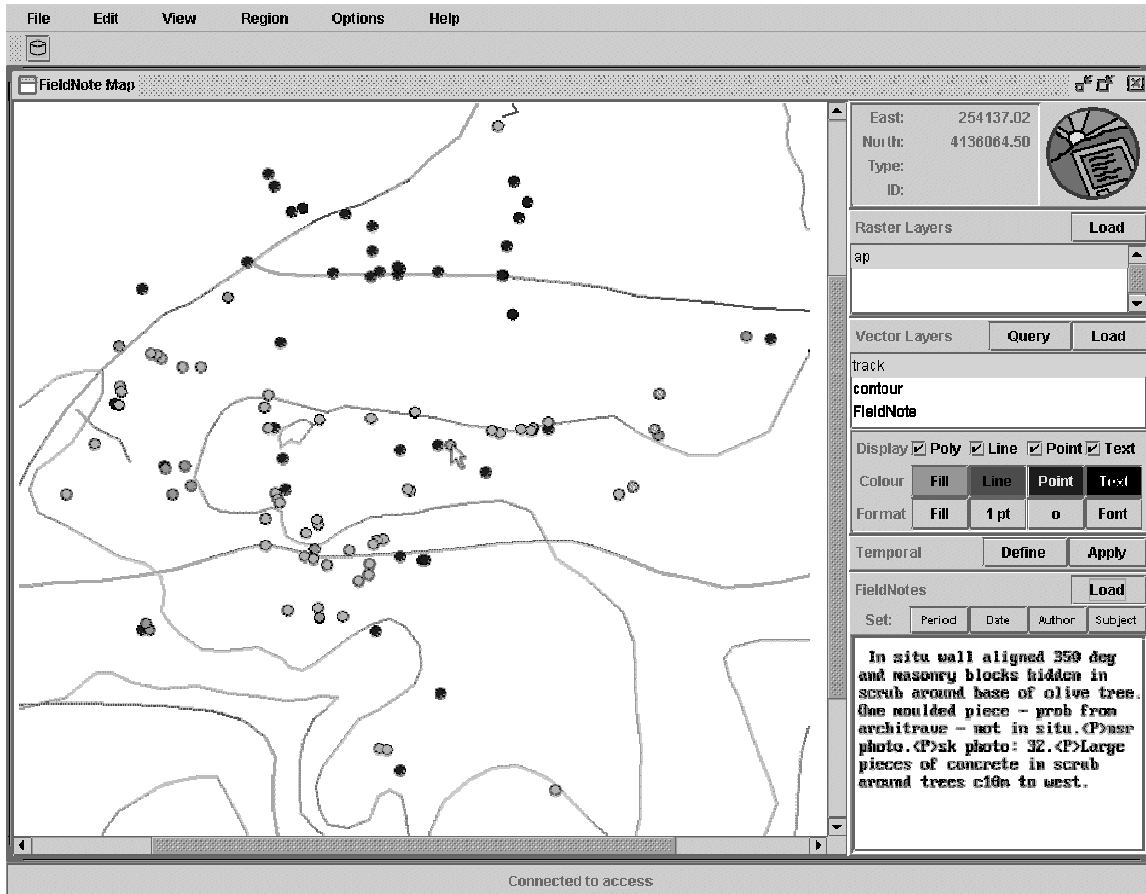 File Edit View Region Options Help
FieldNote Map
East: 254137.02
North: 4136064.50
Type:
ID:
Raster Layers Load
ap
Vector Layers Query Load
track
contour
FieldNote
Display Poly Line Point Text
Colour Fill Line Point Text
Format Fill 1 pt o Font
Temporal Define Apply
FieldNotes Load
Set: Period Date Author Subject
In situ wall aligned 350 deg
and masonry blocks hidden in
scrub around base of olive tree.
One moulded piece - prob from
architrave - not in situ.<P>nsr
photo.<P>sk photo: 32.<P>Large
pieces of concrete in scrub
around trees c10m to west.
Connected to access